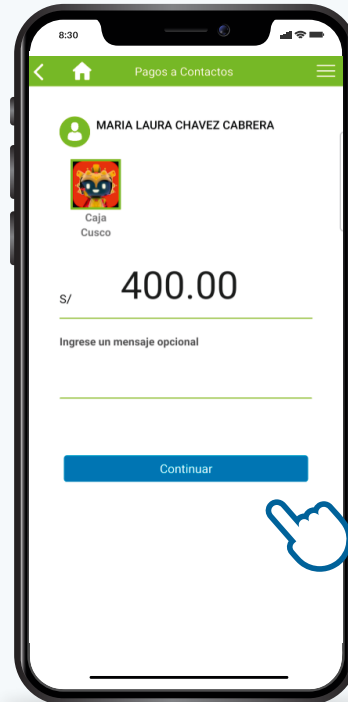 8:30
Pagos a Contactos
MARIA LAURA CHAVEZ CABRERA
Caja
Cusco
S/ 400.00
Ingrese un mensaje opcional
Continuar